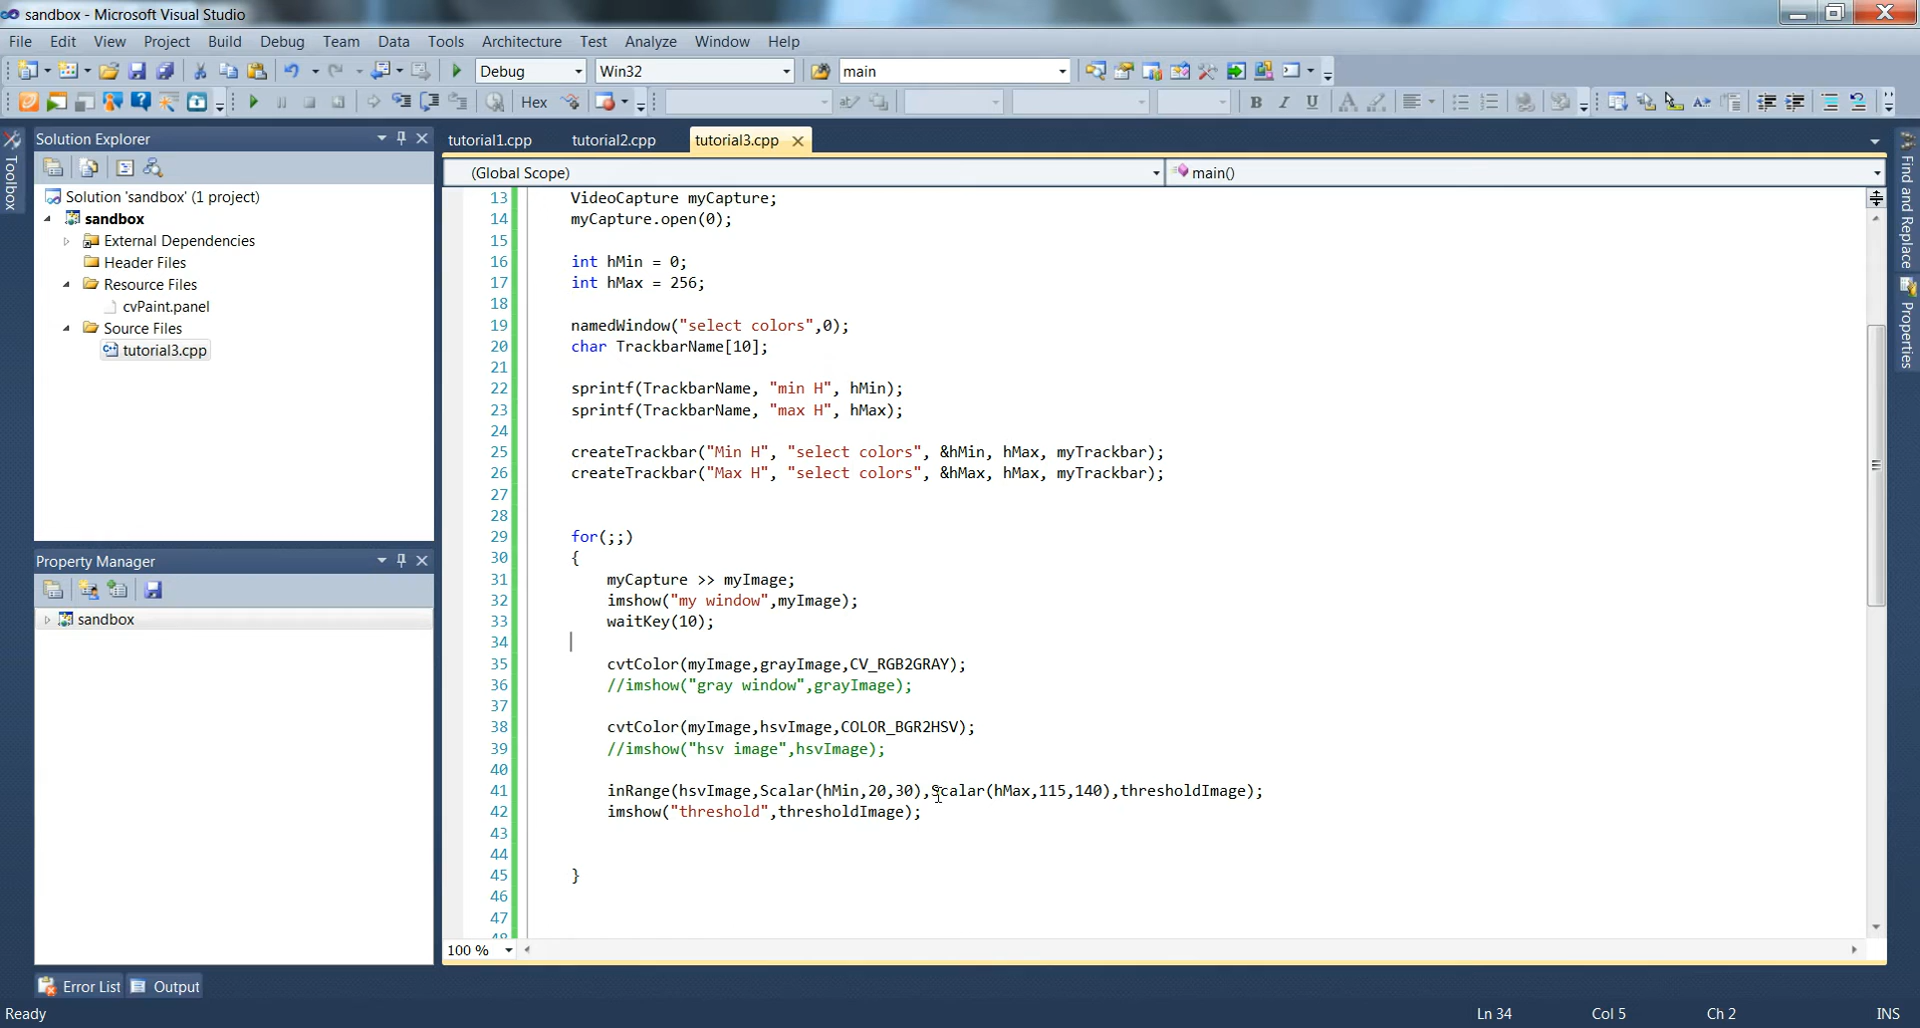 sandbox - Microsoft Visual Studio
File Edit View Project Build Debug Team Data Tools Architecture Test Analyze Window Help
Debug Win32 main
Hex B I U A
Toolbox
Solution Explorer
Solution 'sandbox' (1 project)
sandbox
External Dependencies
Header Files
Resource Files
cvPaint.panel
Source Files
tutorial3.cpp
Property Manager
sandbox
tutorial1.cpp tutorial2.cpp tutorial3.cpp
(Global Scope) main()
13 VideoCapture myCapture;
14 myCapture.open(0);
15
16 int hMin = 0;
17 int hMax = 256;
18
19 namedWindow("select colors",0);
20 char TrackbarName[10];
21
22 sprintf(TrackbarName, "min H", hMin);
23 sprintf(TrackbarName, "max H", hMax);
24
25 createTrackbar("Min H", "select colors", &hMin, hMax, myTrackbar);
26 createTrackbar("Max H", "select colors", &hMax, hMax, myTrackbar);
27
28
29 for(;;)
30 {
31 myCapture >> myImage;
32 imshow("my window",myImage);
33 waitKey(10);
34
35 cvtColor(myImage,grayImage,CV_RGB2GRAY);
36 //imshow("gray window",grayImage);
37
38 cvtColor(myImage,hsvImage,COLOR_BGR2HSV);
39 //imshow("hsv image",hsvImage);
40
41 inRange(hsvImage,Scalar(hMin,20,30),Scalar(hMax,115,140),thresholdImage);
42 imshow("threshold",thresholdImage);
43
44
45 }
46
47
48
100 %
Find and Replace
Properties
Error List Output
Ready Ln 34 Col 5 Ch 2 INS